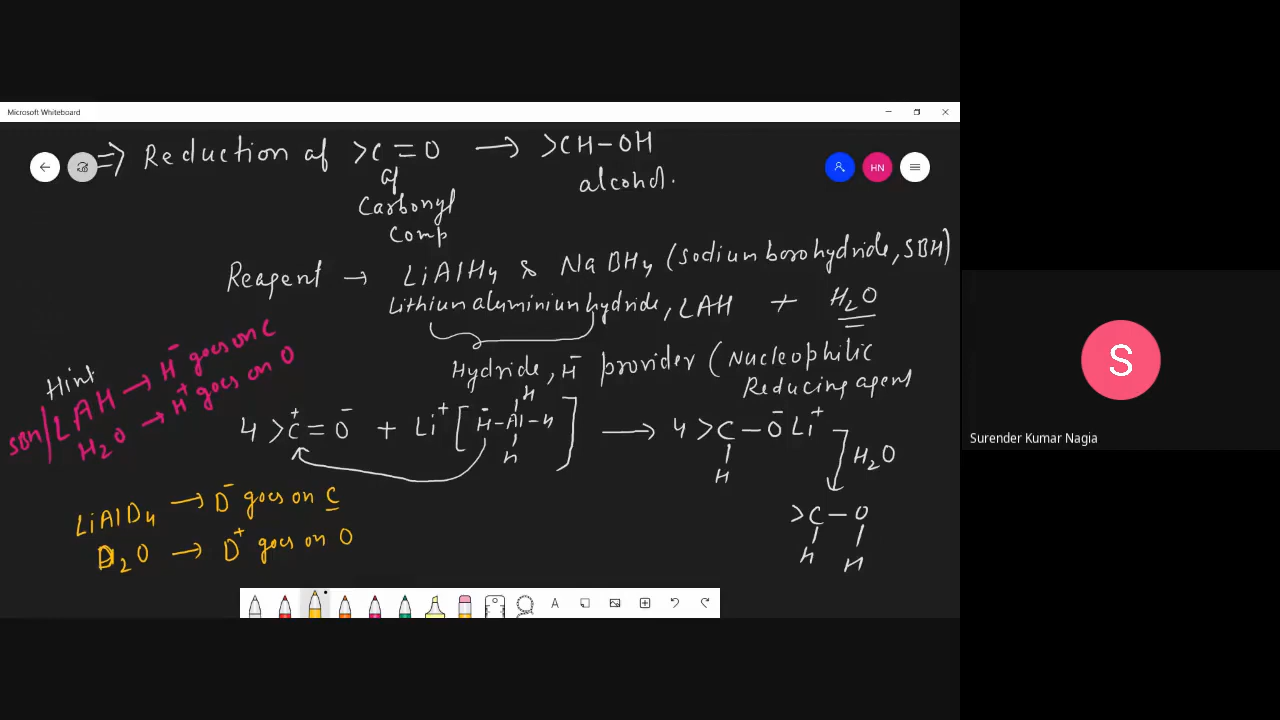 Microsoft Whiteboard
=> Reduction of >C=O → >CH-OH
of alcohol.
Carbonyl
Comp
Reagent → LiAlH4 & NaBH4 (sodium borohydride, SBH)
Lithium aluminium hydride, LAH + H2O
Hydride, H⁻ provider (Nucleophilic
Reducing agent
Hint
SBH/LAH → H⁻ goes on C
H2O → H⁺ goes on O
4 >C⁺=O⁻ + Li⁺ [H⁻-Al-H] → 4 >C-O⁻Li⁺
H
H
H
H2O
>C-O
H H
LiAlD4 → D⁻ goes on C
D2O → D⁺ goes on O
HN
A
S
Surender Kumar Nagia